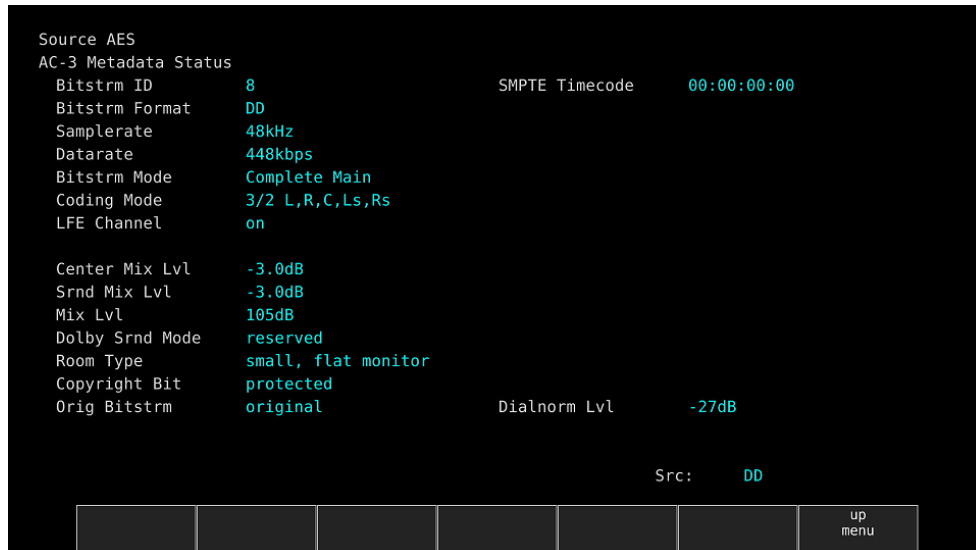 Source AES
AC-3 Metadata Status
Bitstrm ID 8 SMPTE Timecode 00:00:00:00
Bitstrm Format DD
Samplerate 48kHz
Datarate 448kbps
Bitstrm Mode Complete Main
Coding Mode 3/2 L,R,C,Ls,Rs
LFE Channel on
Center Mix Lvl -3.0dB
Srnd Mix Lvl -3.0dB
Mix Lvl 105dB
Dolby Srnd Mode reserved
Room Type small, flat monitor
Copyright Bit protected
Orig Bitstrm original Dialnorm Lvl -27dB
Src: DD
up
menu